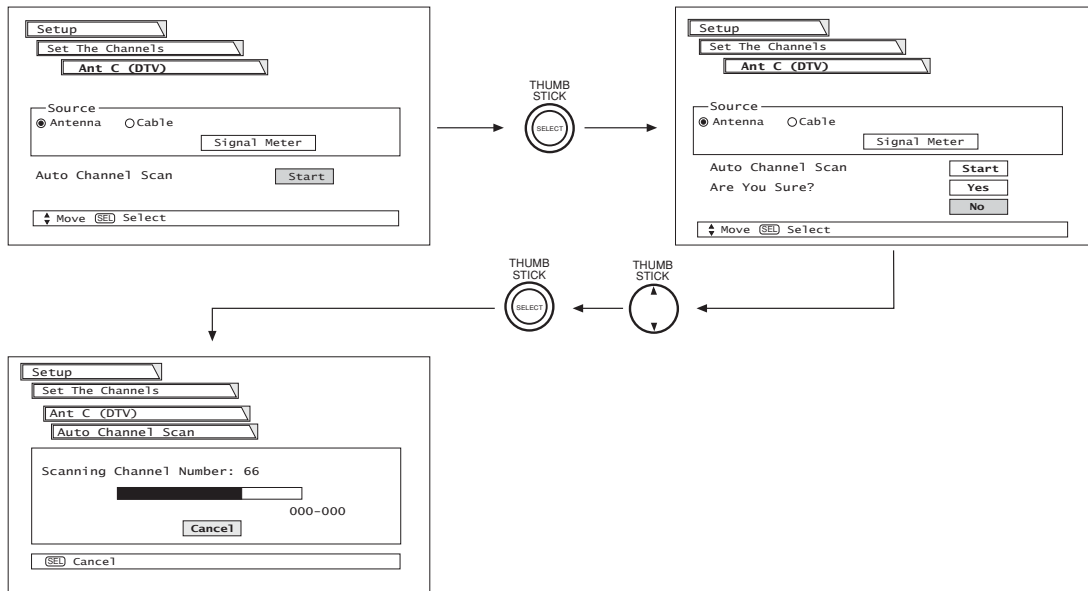 Setup
Set The Channels
Ant C (DTV)
Source
Antenna Cable
Signal Meter
Auto Channel Scan Start
Move SEL Select
THUMB
STICK
SELECT
Setup
Set The Channels
Ant C (DTV)
Source
Antenna Cable
Signal Meter
Auto Channel Scan Start
Are You Sure? Yes
No
Move SEL Select
THUMB
STICK
THUMB
STICK
SELECT
Setup
Set The Channels
Ant C (DTV)
Auto Channel Scan
Scanning Channel Number: 66
000-000
Cancel
SEL Cancel